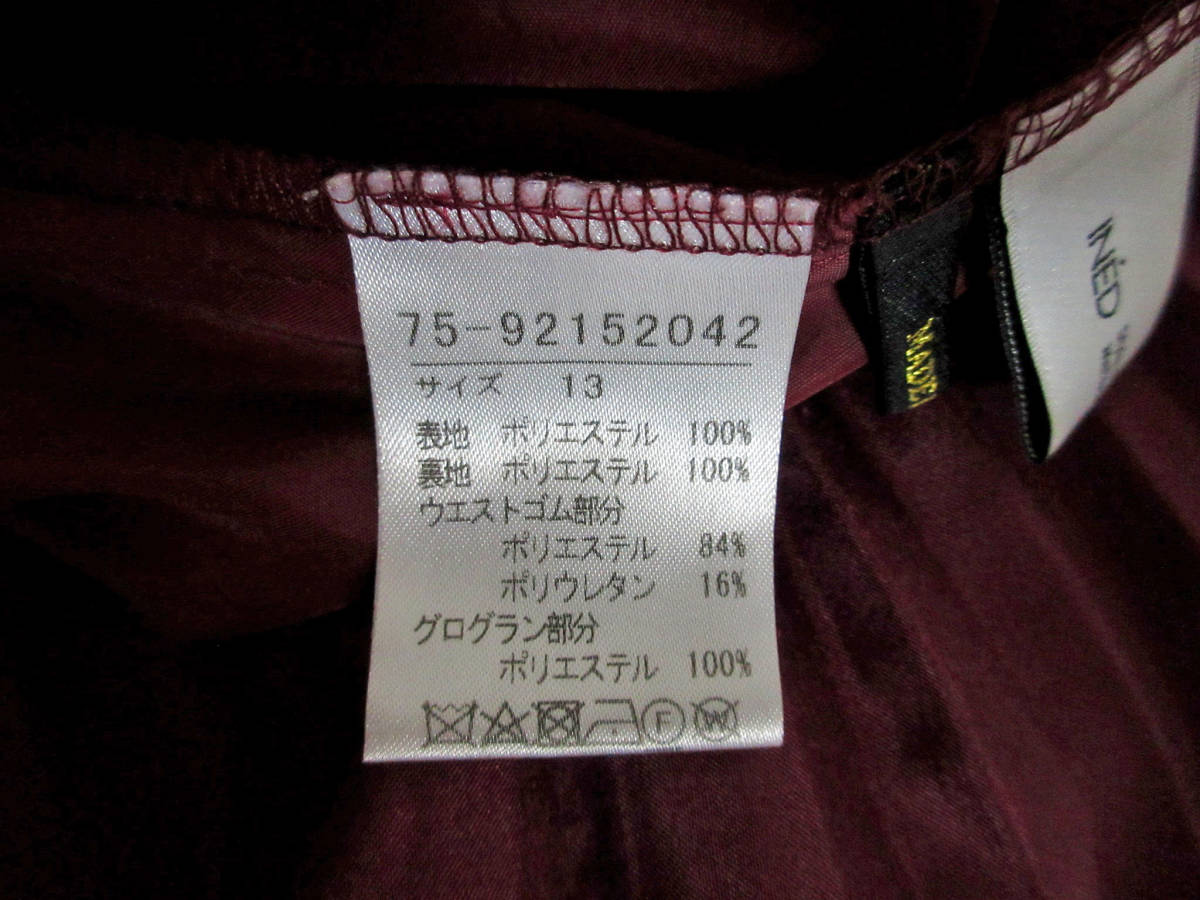 75-92152042
サイズ 13
表地 ポリエステル 100%
裏地 ポリエステル 100%
ウエストゴム部分
ポリエステル 84%
ポリウレタン 16%
グログラン部分
ポリエステル 100%
F W
MADE
INÉD